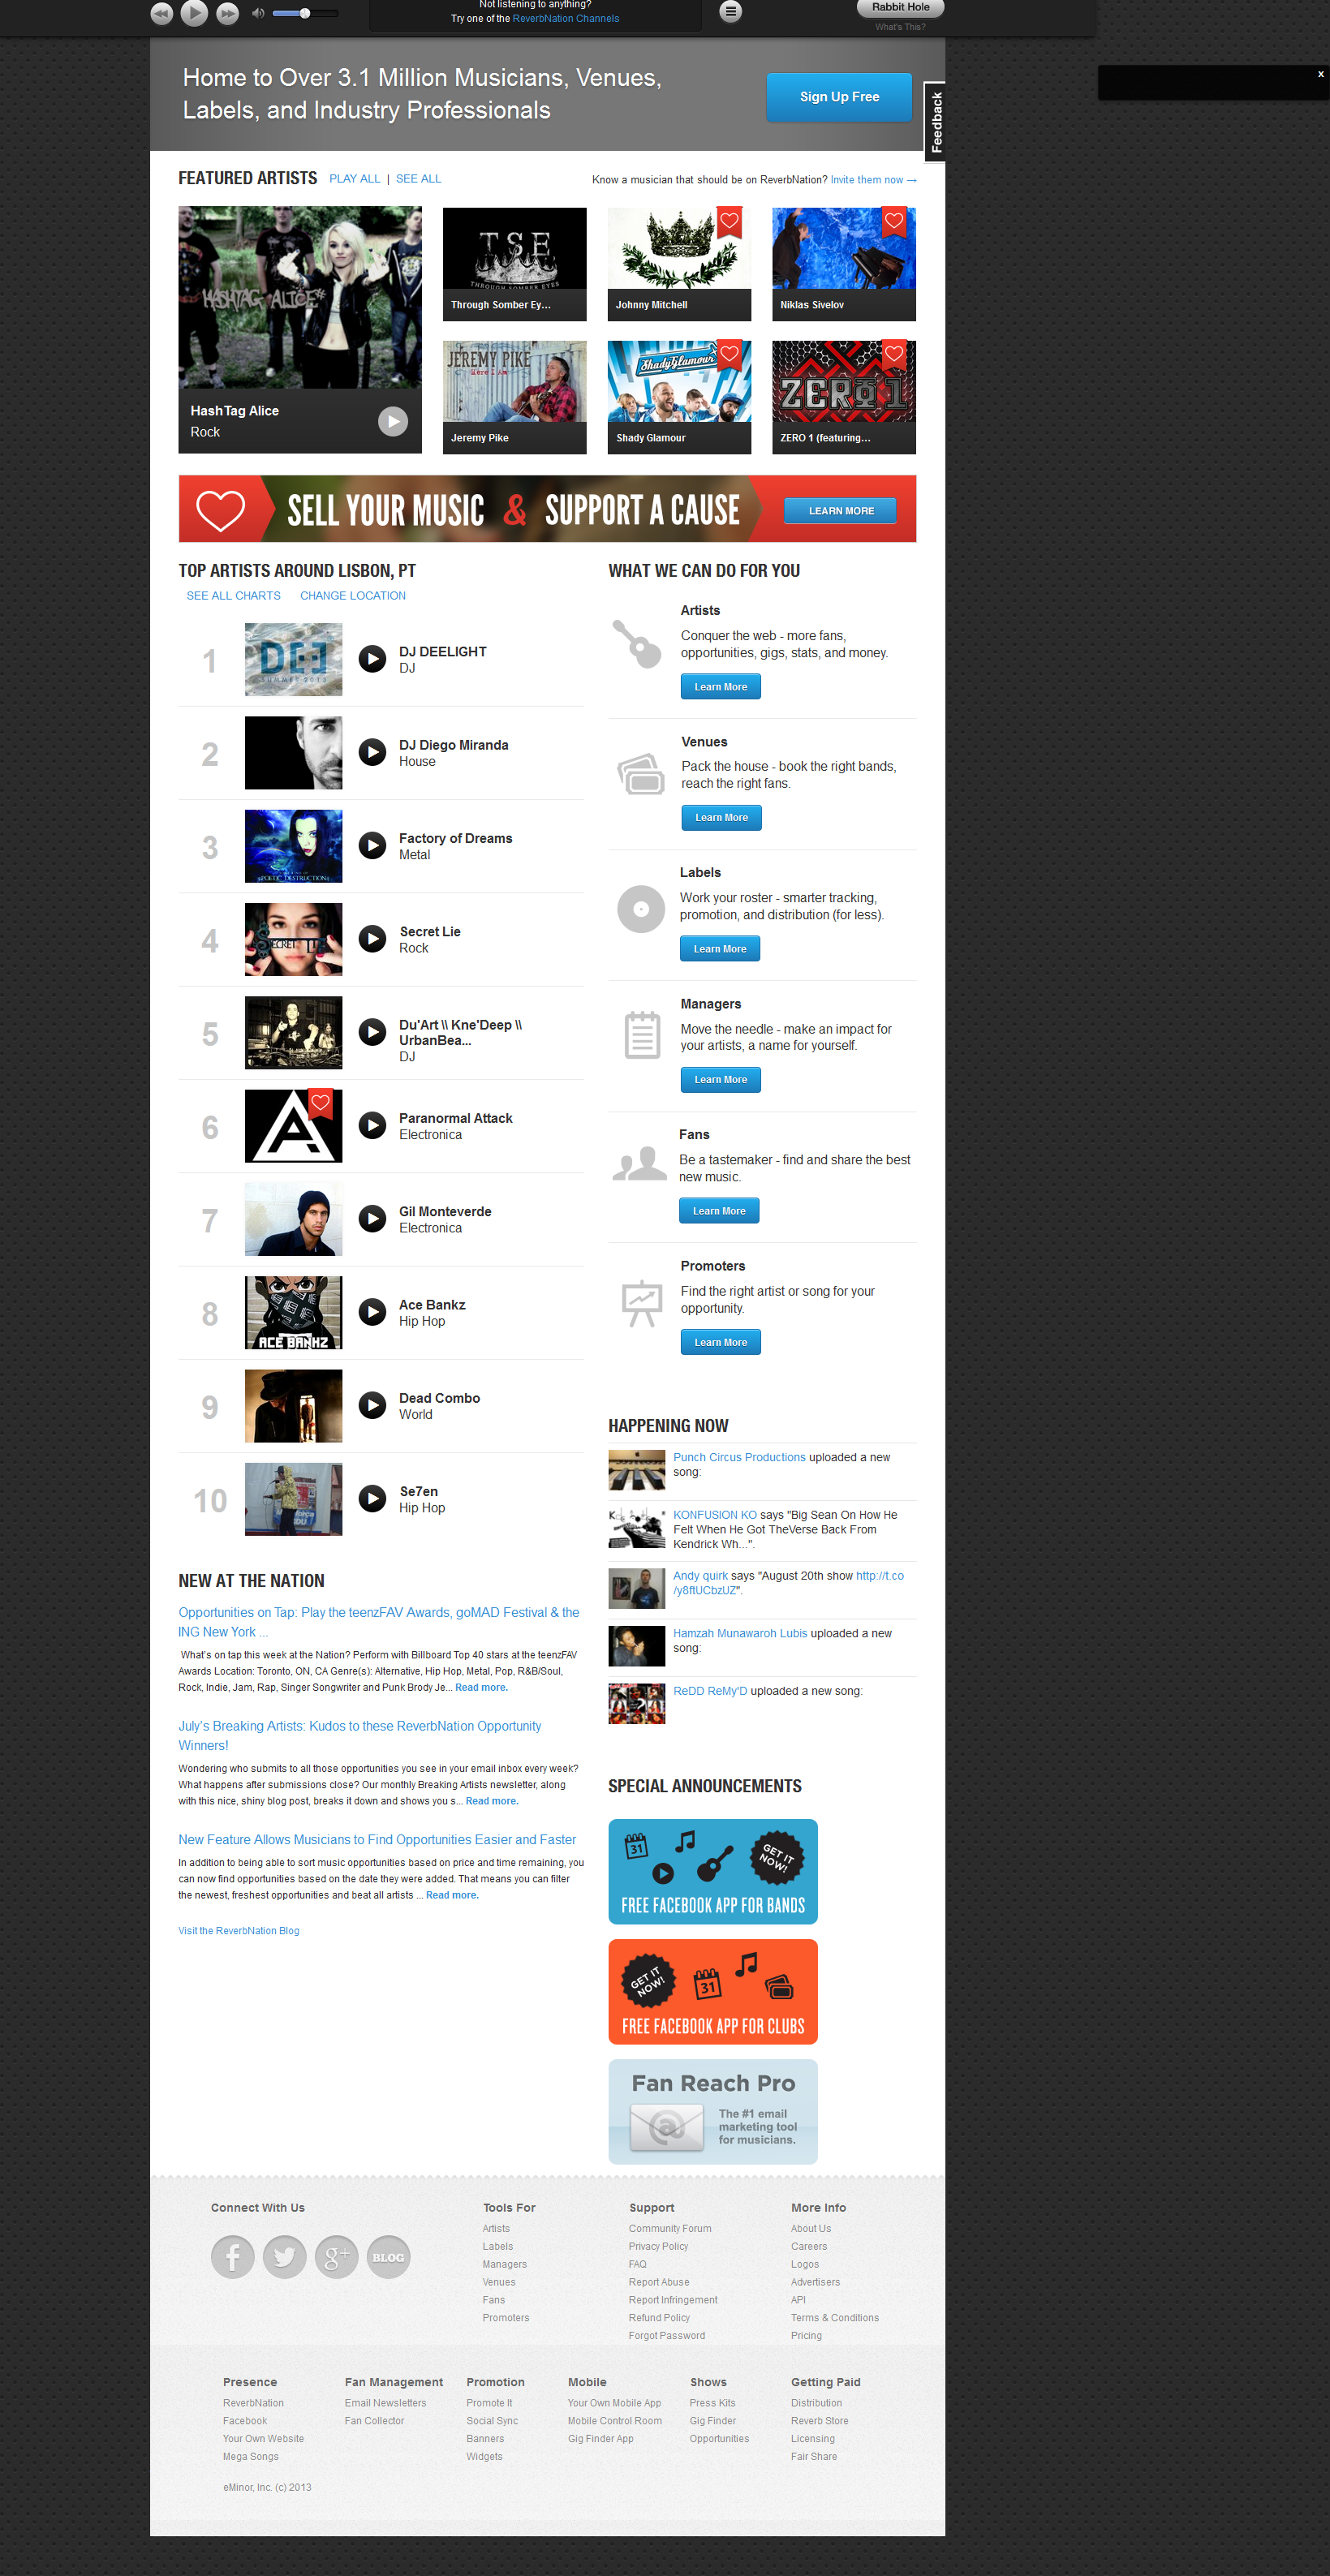 Not listening to anything?
Try one of the ReverbNation Channels
Rabbit Hole
What's This?
x
Home to Over 3.1 Million Musicians, Venues,
Labels, and Industry Professionals
Sign Up Free
Feedback
FEATURED ARTISTS PLAY ALL | SEE ALL
Know a musician that should be on ReverbNation? Invite them now →
HASHTAG ALICE*
HashTag Alice
Rock
TSE
THROUGH SOMBER EYES
Through Somber Ey...
Johnny Mitchell
Niklas Sivelov
JEREMY PIKE
Here I Am
Jeremy Pike
ShadyGlamour
Shady Glamour
ZERO 1
ZERO 1 (featuring...
SELL YOUR MUSIC & SUPPORT A CAUSE
LEARN MORE
TOP ARTISTS AROUND LISBON, PT
SEE ALL CHARTS CHANGE LOCATION
1
SUMMER 2013
DJ DEELIGHT
DJ
2
DJ Diego Miranda
House
3
POETIC DESTRUCTION
Factory of Dreams
Metal
4
SECRET LIE
Secret Lie
Rock
5
Du'Art \\ Kne'Deep \\
UrbanBea...
DJ
6
Paranormal Attack
Electronica
7
Gil Monteverde
Electronica
8
ACE BANKZ
Ace Bankz
Hip Hop
9
Dead Combo
World
10
Se7en
Hip Hop
NEW AT THE NATION
Opportunities on Tap: Play the teenzFAV Awards, goMAD Festival & the
ING New York ...
What's on tap this week at the Nation? Perform with Billboard Top 40 stars at the teenzFAV
Awards Location: Toronto, ON, CA Genre(s): Alternative, Hip Hop, Metal, Pop, R&B/Soul,
Rock, Indie, Jam, Rap, Singer Songwriter and Punk Brody Je... Read more.
July's Breaking Artists: Kudos to these ReverbNation Opportunity
Winners!
Wondering who submits to all those opportunities you see in your email inbox every week?
What happens after submissions close? Our monthly Breaking Artists newsletter, along
with this nice, shiny blog post, breaks it down and shows you s... Read more.
New Feature Allows Musicians to Find Opportunities Easier and Faster
In addition to being able to sort music opportunities based on price and time remaining, you
can now find opportunities based on the date they were added. That means you can filter
the newest, freshest opportunities and beat all artists ... Read more.
Visit the ReverbNation Blog
WHAT WE CAN DO FOR YOU
Artists
Conquer the web - more fans,
opportunities, gigs, stats, and money.
Learn More
Venues
Pack the house - book the right bands,
reach the right fans.
Learn More
Labels
Work your roster - smarter tracking,
promotion, and distribution (for less).
Learn More
Managers
Move the needle - make an impact for
your artists, a name for yourself.
Learn More
Fans
Be a tastemaker - find and share the best
new music.
Learn More
Promoters
Find the right artist or song for your
opportunity.
Learn More
HAPPENING NOW
Punch Circus Productions uploaded a new
song:
KONFUSION KO says "Big Sean On How He
Felt When He Got TheVerse Back From
Kendrick Wh...".
Andy quirk says "August 20th show http://t.co
/y8ftUCbzUZ".
Hamzah Munawaroh Lubis uploaded a new
song:
ReDD ReMy'D uploaded a new song:
SPECIAL ANNOUNCEMENTS
31
GET IT
NOW!
FREE FACEBOOK APP FOR BANDS
GET IT
NOW!
31
FREE FACEBOOK APP FOR CLUBS
Fan Reach Pro
@
The #1 email
marketing tool
for musicians.
Connect With Us
f
g+
BLOG
Tools For
Artists
Labels
Managers
Venues
Fans
Promoters
Support
Community Forum
Privacy Policy
FAQ
Report Abuse
Report Infringement
Refund Policy
Forgot Password
More Info
About Us
Careers
Logos
Advertisers
API
Terms & Conditions
Pricing
Presence
ReverbNation
Facebook
Your Own Website
Mega Songs
Fan Management
Email Newsletters
Fan Collector
Promotion
Promote It
Social Sync
Banners
Widgets
Mobile
Your Own Mobile App
Mobile Control Room
Gig Finder App
Shows
Press Kits
Gig Finder
Opportunities
Getting Paid
Distribution
Reverb Store
Licensing
Fair Share
eMinor, Inc. (c) 2013